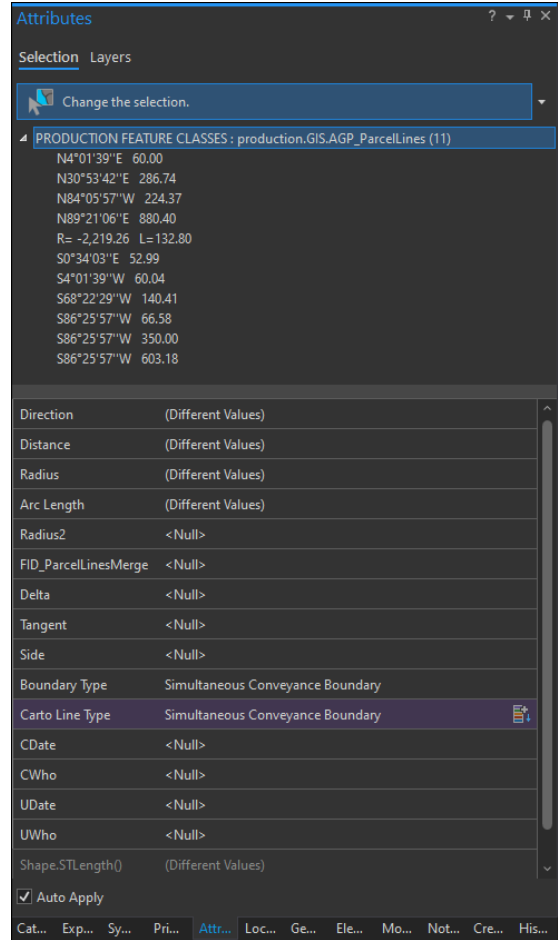 Attributes
?
Selection Layers
Change the selection.
PRODUCTION FEATURE CLASSES : production.GIS.AGP_ParcelLines (11)
N4°01'39''E 60.00
N30°53'42''E 286.74
N84°05'57''W 224.37
N89°21'06''E 880.40
R= -2,219.26 L=132.80
S0°34'03''E 52.99
S4°01'39''W 60.04
S68°22'29''W 140.41
S86°25'57''W 66.58
S86°25'57''W 350.00
S86°25'57''W 603.18
Direction (Different Values)
Distance (Different Values)
Radius (Different Values)
Arc Length (Different Values)
Radius2 <Null>
FID_ParcelLinesMerge <Null>
Delta <Null>
Tangent <Null>
Side <Null>
Boundary Type Simultaneous Conveyance Boundary
Carto Line Type Simultaneous Conveyance Boundary
CDate <Null>
CWho <Null>
UDate <Null>
UWho <Null>
Shape.STLength() (Different Values)
Auto Apply
Cat... Exp... Sy... Pri... Attr... Loc... Ge... Ele... Mo... Not... Cre... His...